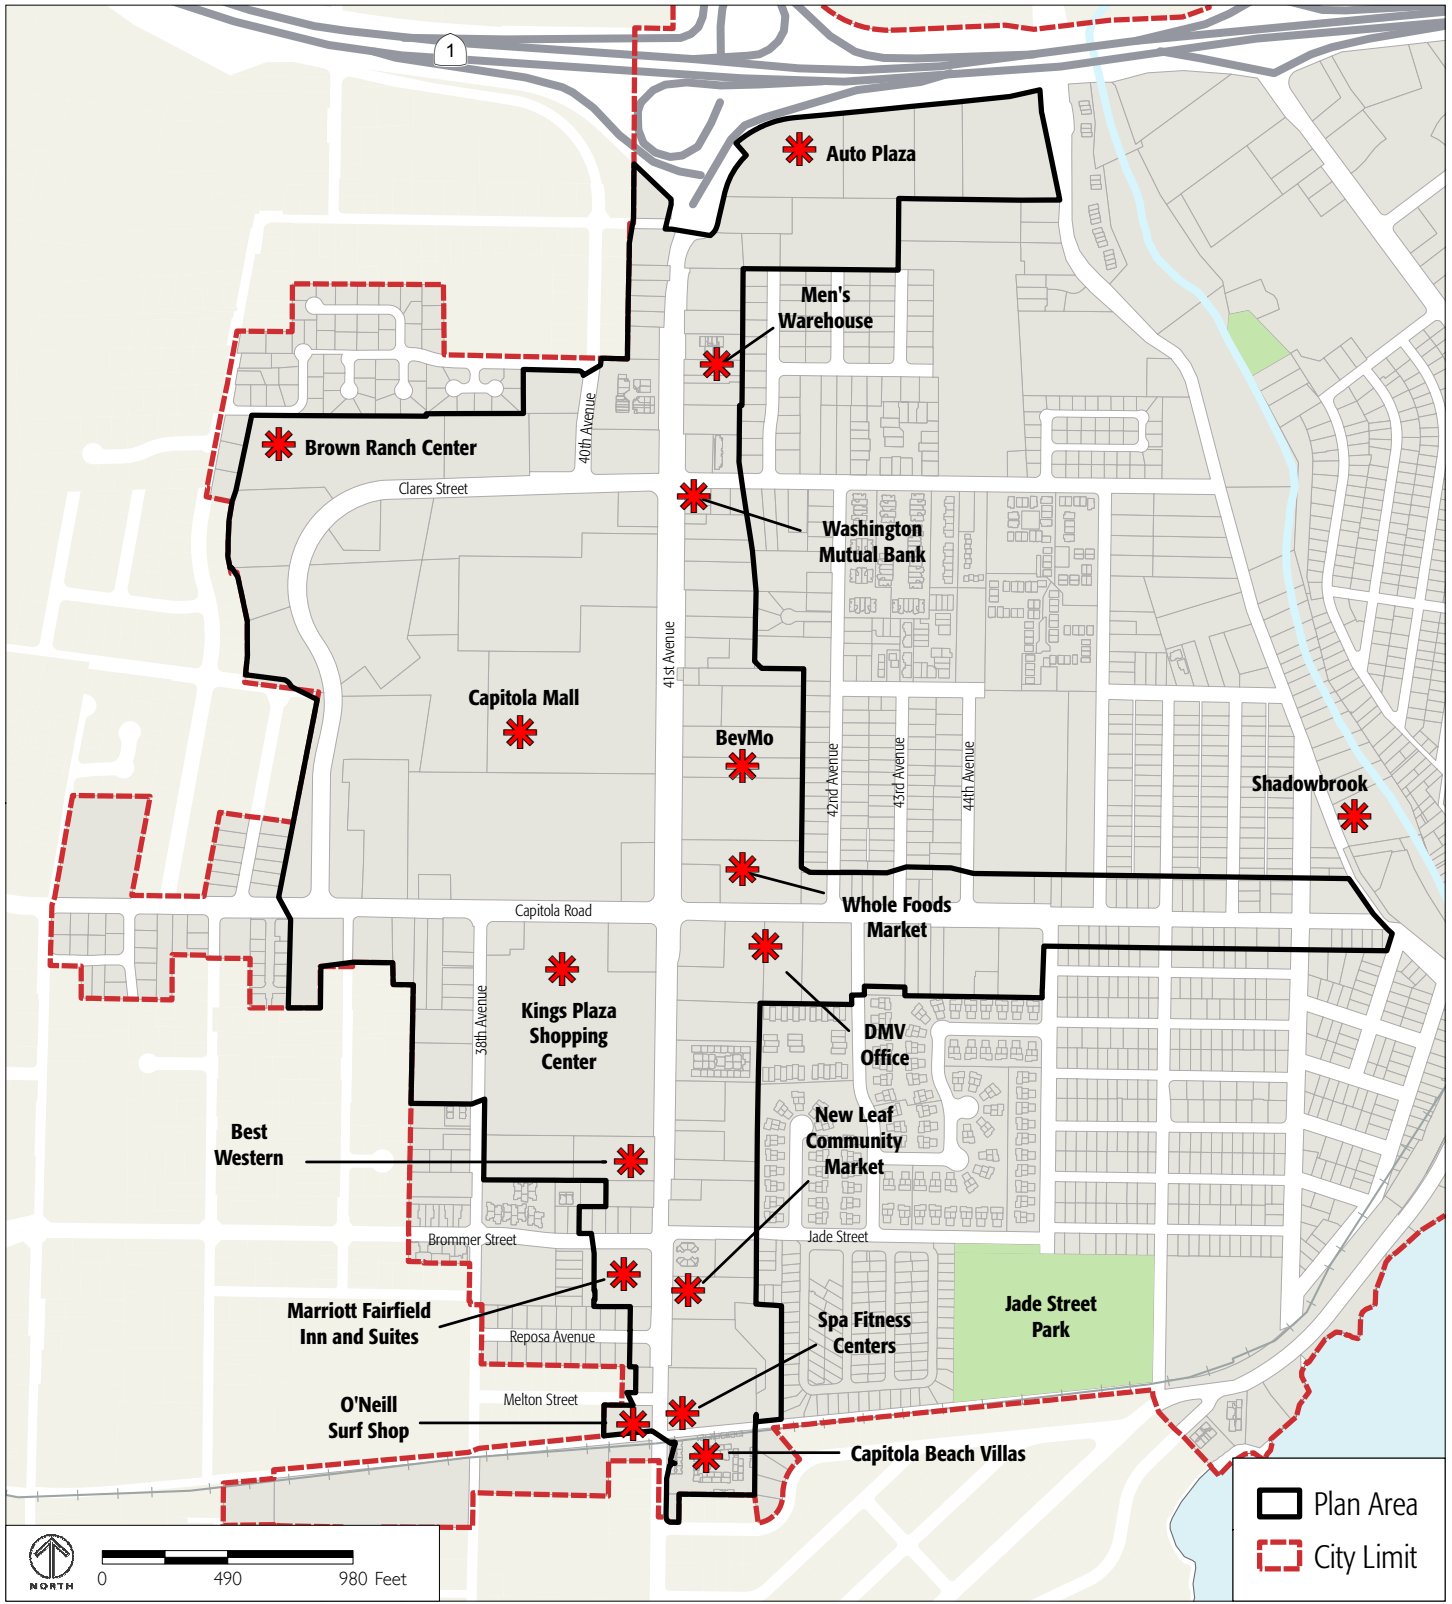 1
Auto Plaza
Men's
Warehouse
40th Avenue
Brown Ranch Center
Clares Street
Washington
Mutual Bank
41st Avenue
Capitola Mall
BevMo
42nd Avenue
43rd Avenue
44th Avenue
Shadowbrook
Capitola Road
Whole Foods
Market
Kings Plaza
Shopping
Center
38th Avenue
DMV
Office
New Leaf
Community
Market
Best
Western
Brommer Street
Jade Street
Marriott Fairfield
Inn and Suites
Reposa Avenue
Spa Fitness
Centers
Jade Street
Park
Melton Street
O'Neill
Surf Shop
Capitola Beach Villas
Plan Area
City Limit
NORTH
0 490 980 Feet